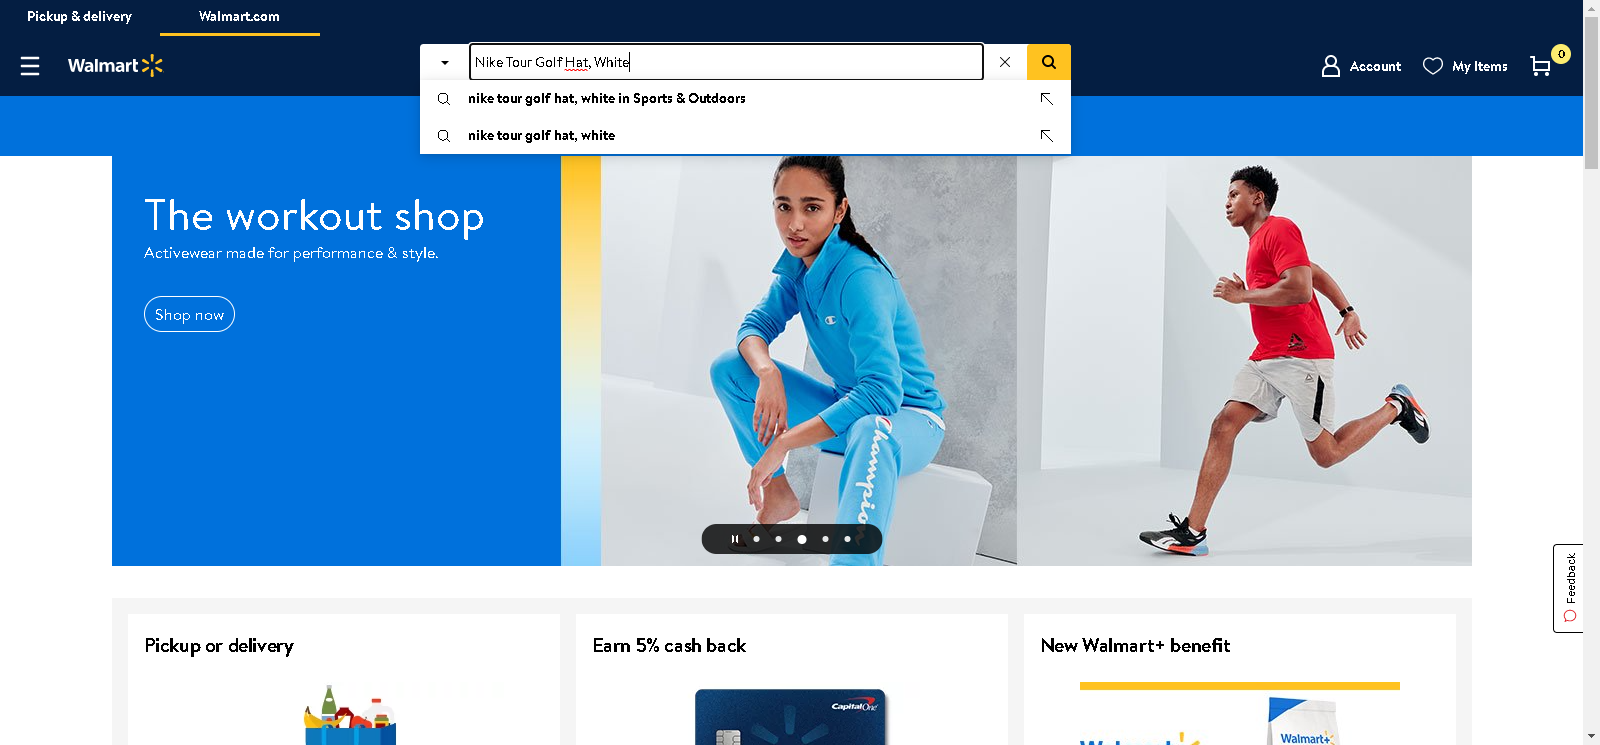 Pickup & delivery
Walmart.com
Walmart
Nike Tour Golf Hat, White
Account
My Items
0
nike tour golf hat, white in Sports & Outdoors
nike tour golf hat, white
The workout shop
Activewear made for performance & style.
Shop now
Champion
Feedback
Pickup or delivery
Earn 5% cash back
New Walmart+ benefit
Capital One
Walmart+